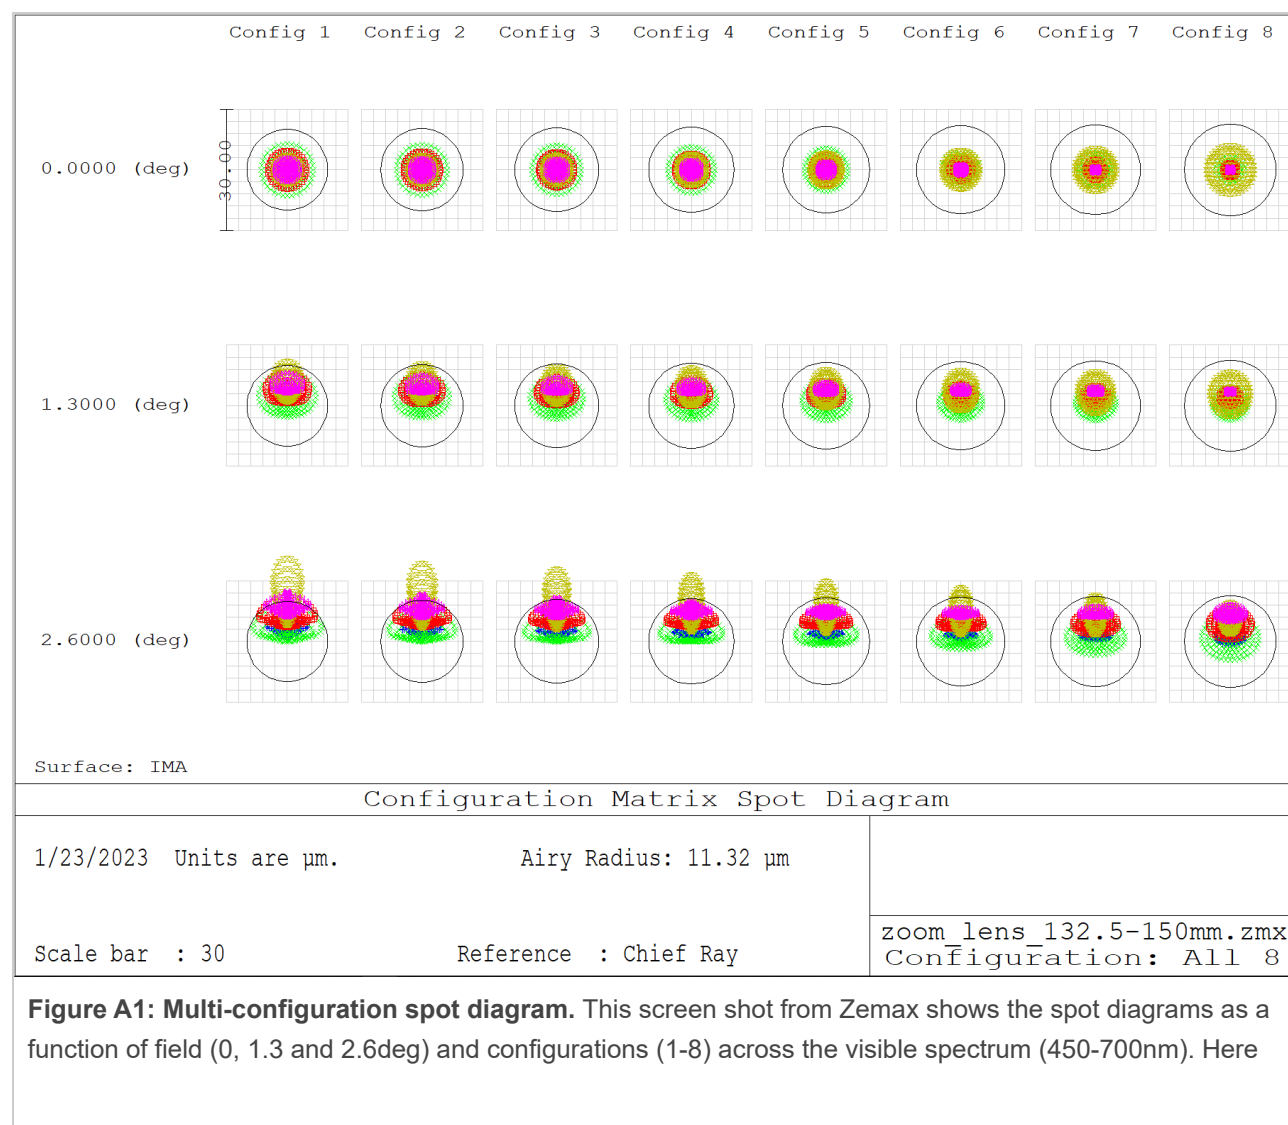 Config 1 Config 2 Config 3 Config 4 Config 5 Config 6 Config 7 Config 8
30.00
0.0000 (deg)
1.3000 (deg)
2.6000 (deg)
Surface: IMA
Configuration Matrix Spot Diagram
1/23/2023 Units are µm. Airy Radius: 11.32 µm
Scale bar : 30 Reference : Chief Ray
zoom_lens_132.5-150mm.zmx
Configuration: All 8
Figure A1: Multi-configuration spot diagram. This screen shot from Zemax shows the spot diagrams as a
function of field (0, 1.3 and 2.6deg) and configurations (1-8) across the visible spectrum (450-700nm). Here